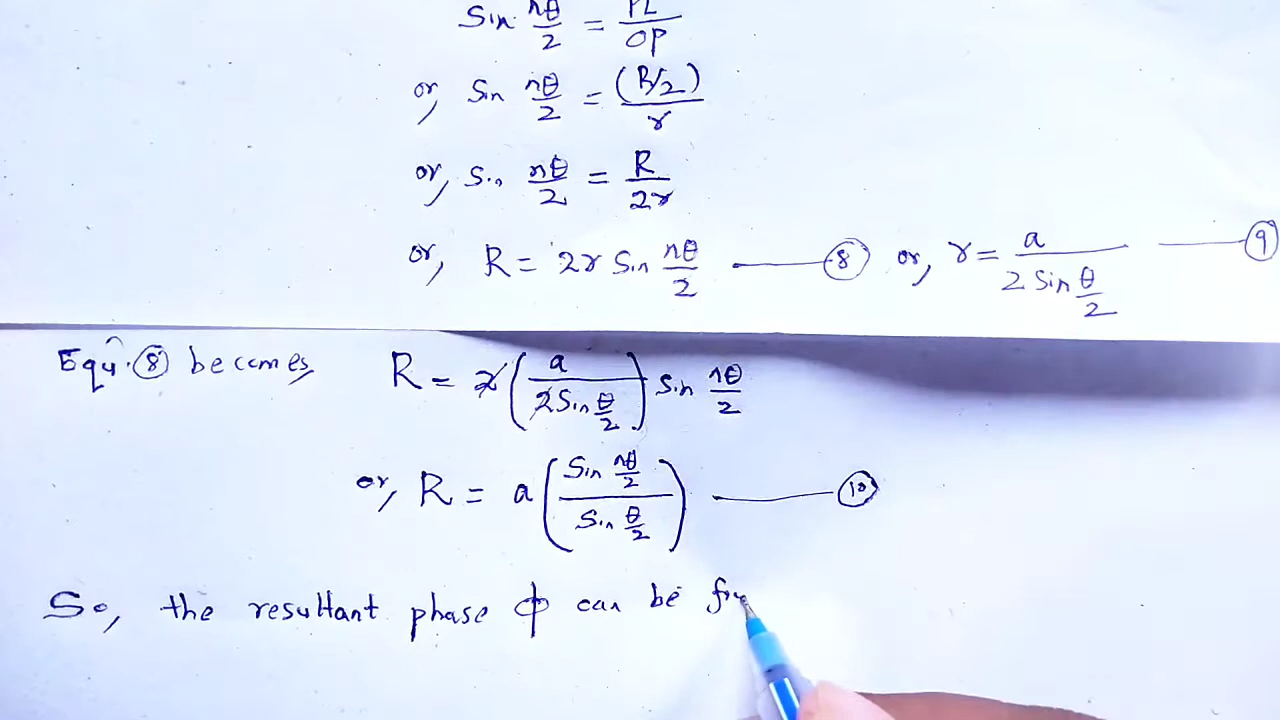 Sin nθ/2 = PL/OP
or, Sin nθ/2 = (R/2)/r
or, Sin nθ/2 = R/2r
or, R = 2r Sin nθ/2 —— (8) or, r = a/(2 Sin θ/2) —— (9)
Equⁿ. (8) becomes, R = 2(a/(2 Sin θ/2)) Sin nθ/2
or, R = a(Sin nθ/2 / Sin θ/2) —— (10)
So, the resultant phase ϕ can be